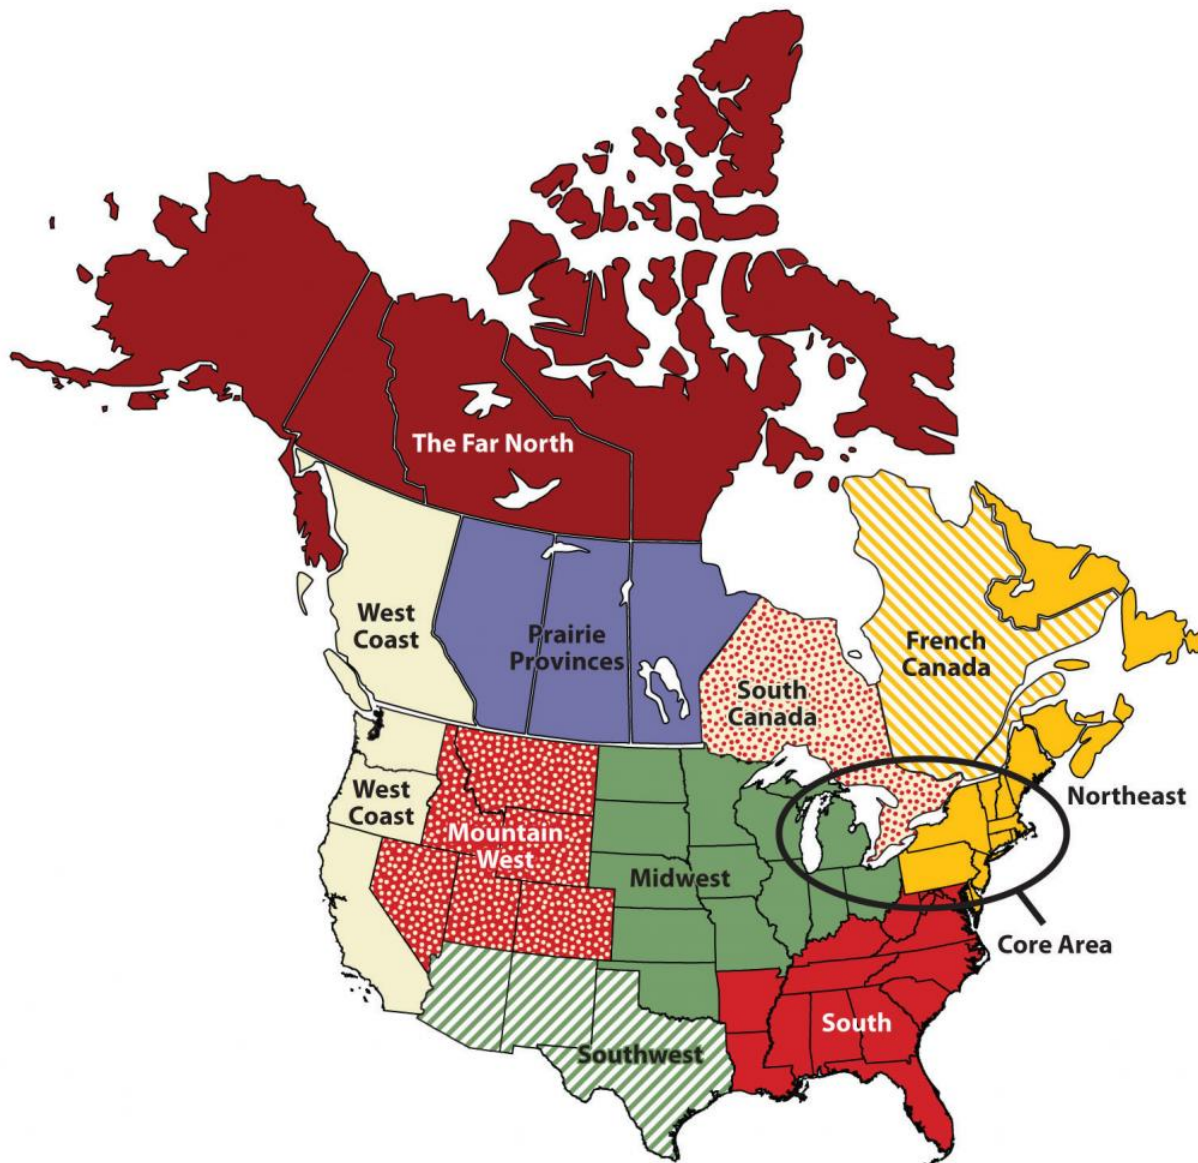 The Far North
West
Coast
Prairie
Provinces
French
Canada
South
Canada
West
Coast
Northeast
Mountain
West
Midwest
Core Area
South
Southwest